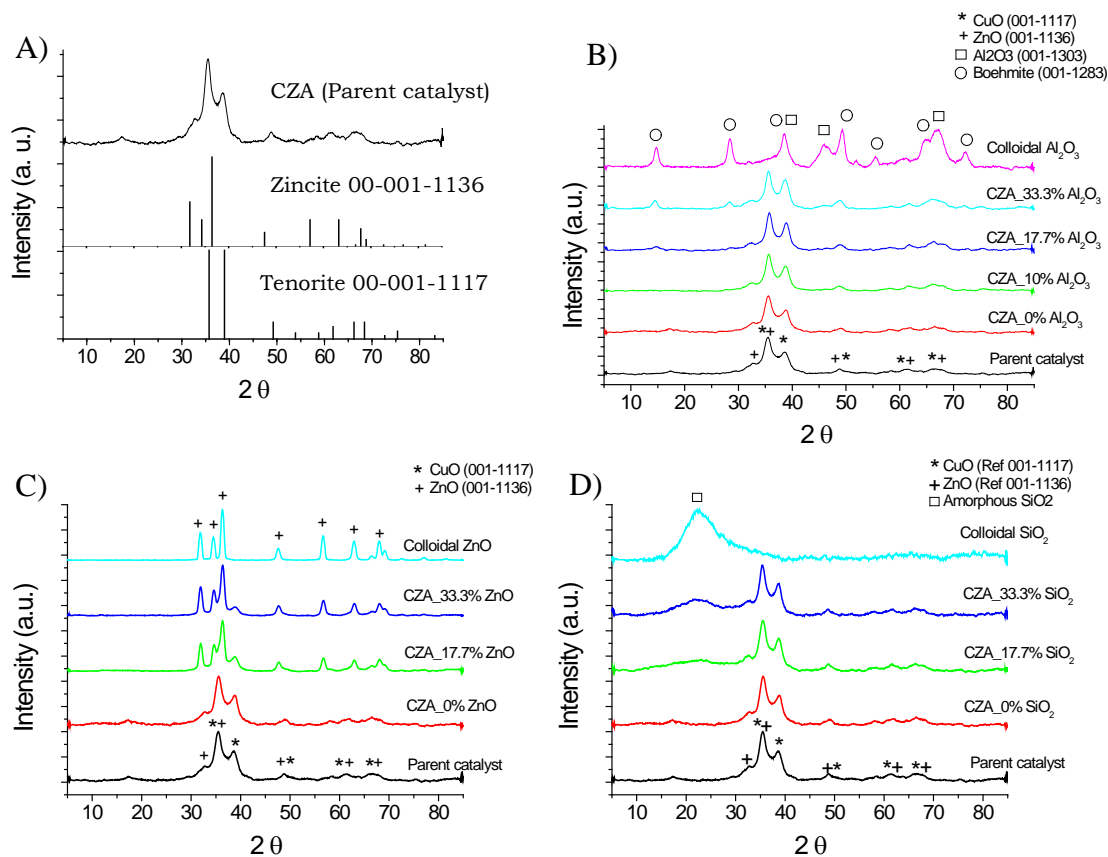 A)
CZA (Parent catalyst)
Zincite 00-001-1136
Tenorite 00-001-1117
Intensity (a. u.)
10 20 30 40 50 60 70 80
2 θ
B)
* CuO (001-1117)
+ ZnO (001-1136)
□ Al2O3 (001-1303)
○ Boehmite (001-1283)
Colloidal Al₂O₃
CZA_33.3% Al₂O₃
CZA_17.7% Al₂O₃
CZA_10% Al₂O₃
CZA_0% Al₂O₃
Parent catalyst
Intensity (a.u.)
10 20 30 40 50 60 70 80
2 θ
C)
* CuO (001-1117)
+ ZnO (001-1136)
Colloidal ZnO
CZA_33.3% ZnO
CZA_17.7% ZnO
CZA_0% ZnO
Parent catalyst
Intensity (a.u.)
10 20 30 40 50 60 70 80
2 θ
D)
* CuO (Ref 001-1117)
+ ZnO (Ref 001-1136)
□ Amorphous SiO2
Colloidal SiO₂
CZA_33.3% SiO₂
CZA_17.7% SiO₂
CZA_0% SiO₂
Parent catalyst
Intensity (a.u.)
10 20 30 40 50 60 70 80
2 θ